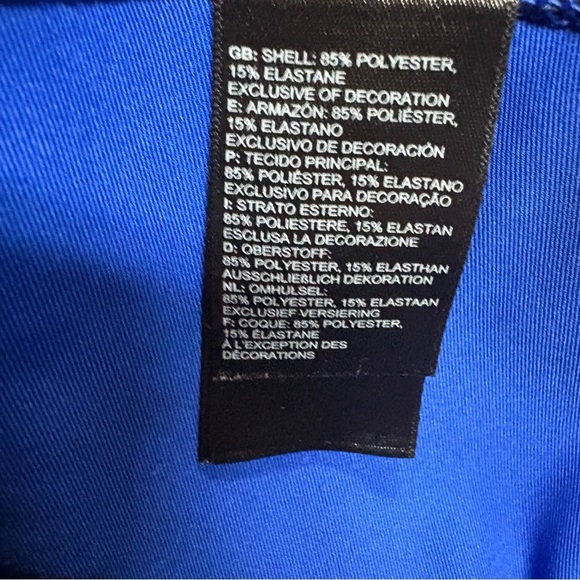 GB: SHELL: 85% POLYESTER,
15% ELASTANE
EXCLUSIVE OF DECORATION
E: ARMAZÓN: 85% POLIÉSTER,
15% ELASTANO
EXCLUSIVO DE DECORACIÓN
P: TECIDO PRINCIPAL:
85% POLIÉSTER, 15% ELASTANO
EXCLUSIVO PARA DECORAÇÃO
I: STRATO ESTERNO:
85% POLIESTERE, 15% ELASTAN
ESCLUSA LA DECORAZIONE
D: OBERSTOFF:
85% POLYESTER, 15% ELASTHAN
AUSSCHLIEßLICH DEKORATION
NL: OMHULSEL:
85% POLYESTER, 15% ELASTAAN
EXCLUSIEF VERSIERING
F: COQUE: 85% POLYESTER,
15% ÉLASTANE
À L'EXCEPTION DES
DÉCORATIONS